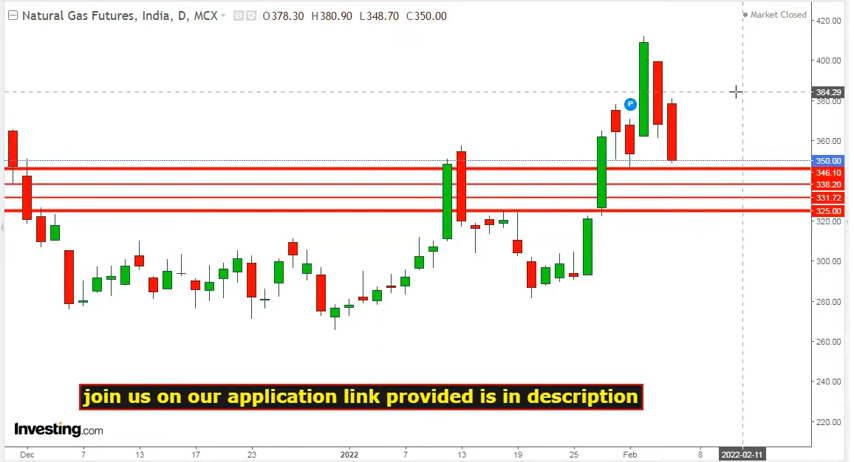 Natural Gas Futures, India, D, MCX O378.30 H380.90 L348.70 C350.00
Market Closed
420.00
400.00
384.29
380.00
360.00
350.00
346.10
338.20
331.72
325.00
320.00
300.00
280.00
260.00
240.00
220.00
P
join us on our application link provided is in description
Investing.com
Dec 7 13 17 23 2022 7 13 19 25 Feb 8 2022-02-11